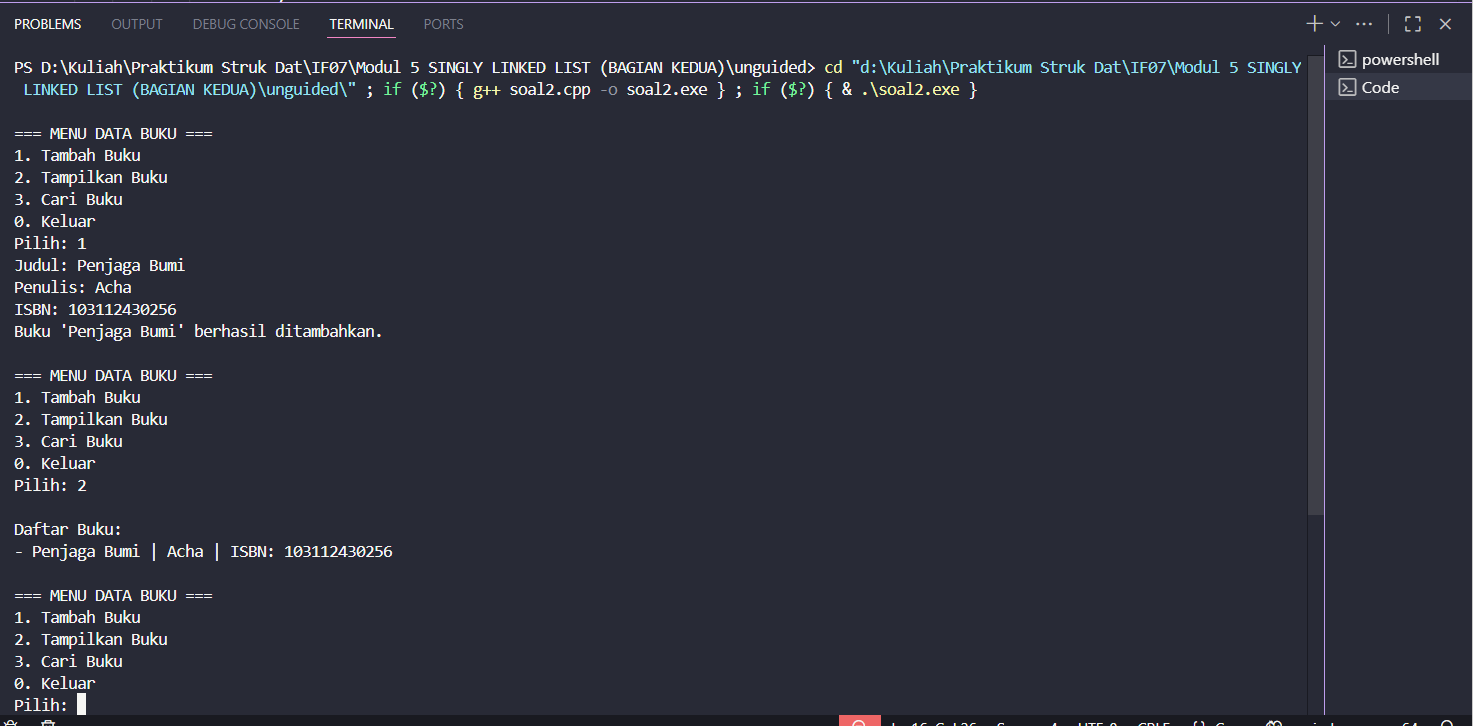 PROBLEMS OUTPUT DEBUG CONSOLE TERMINAL PORTS
powershell
Code
PS D:\Kuliah\Praktikum Struk Dat\IF07\Modul 5 SINGLY LINKED LIST (BAGIAN KEDUA)\unguided> cd "d:\Kuliah\Praktikum Struk Dat\IF07\Modul 5 SINGLY
LINKED LIST (BAGIAN KEDUA)\unguided\" ; if ($?) { g++ soal2.cpp -o soal2.exe } ; if ($?) { & .\soal2.exe }
=== MENU DATA BUKU ===
1. Tambah Buku
2. Tampilkan Buku
3. Cari Buku
0. Keluar
Pilih: 1
Judul: Penjaga Bumi
Penulis: Acha
ISBN: 103112430256
Buku 'Penjaga Bumi' berhasil ditambahkan.
=== MENU DATA BUKU ===
1. Tambah Buku
2. Tampilkan Buku
3. Cari Buku
0. Keluar
Pilih: 2
Daftar Buku:
- Penjaga Bumi | Acha | ISBN: 103112430256
=== MENU DATA BUKU ===
1. Tambah Buku
2. Tampilkan Buku
3. Cari Buku
0. Keluar
Pilih: